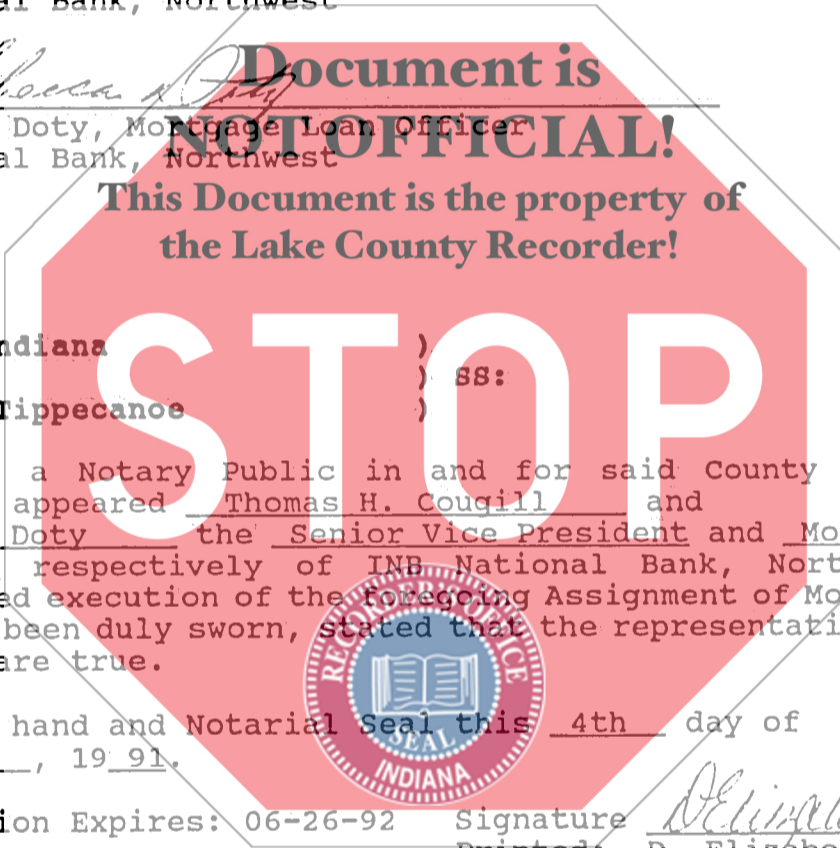 al Bank, Northwest
Document is
Doty, Mortgage Loan Officer
NOT OFFICIAL!
al Bank, Northwest
This Document is the property of
the Lake County Recorder!
ndiana )
) SS:
Tippecanoe )
STOP
a Notary Public in and for said County
appeared Thomas H. Cougill and
Doty the Senior Vice President and Mo
respectively of INB National Bank, Nort
ed execution of the foregoing Assignment of Mo
been duly sworn, stated that the representati
are true.
RECORDER'S OFFICE
SEAL
INDIANA
hand and Notarial Seal this 4th day of
, 19 91.
ion Expires: 06-26-92 Signature
Printed: D. Elizabe